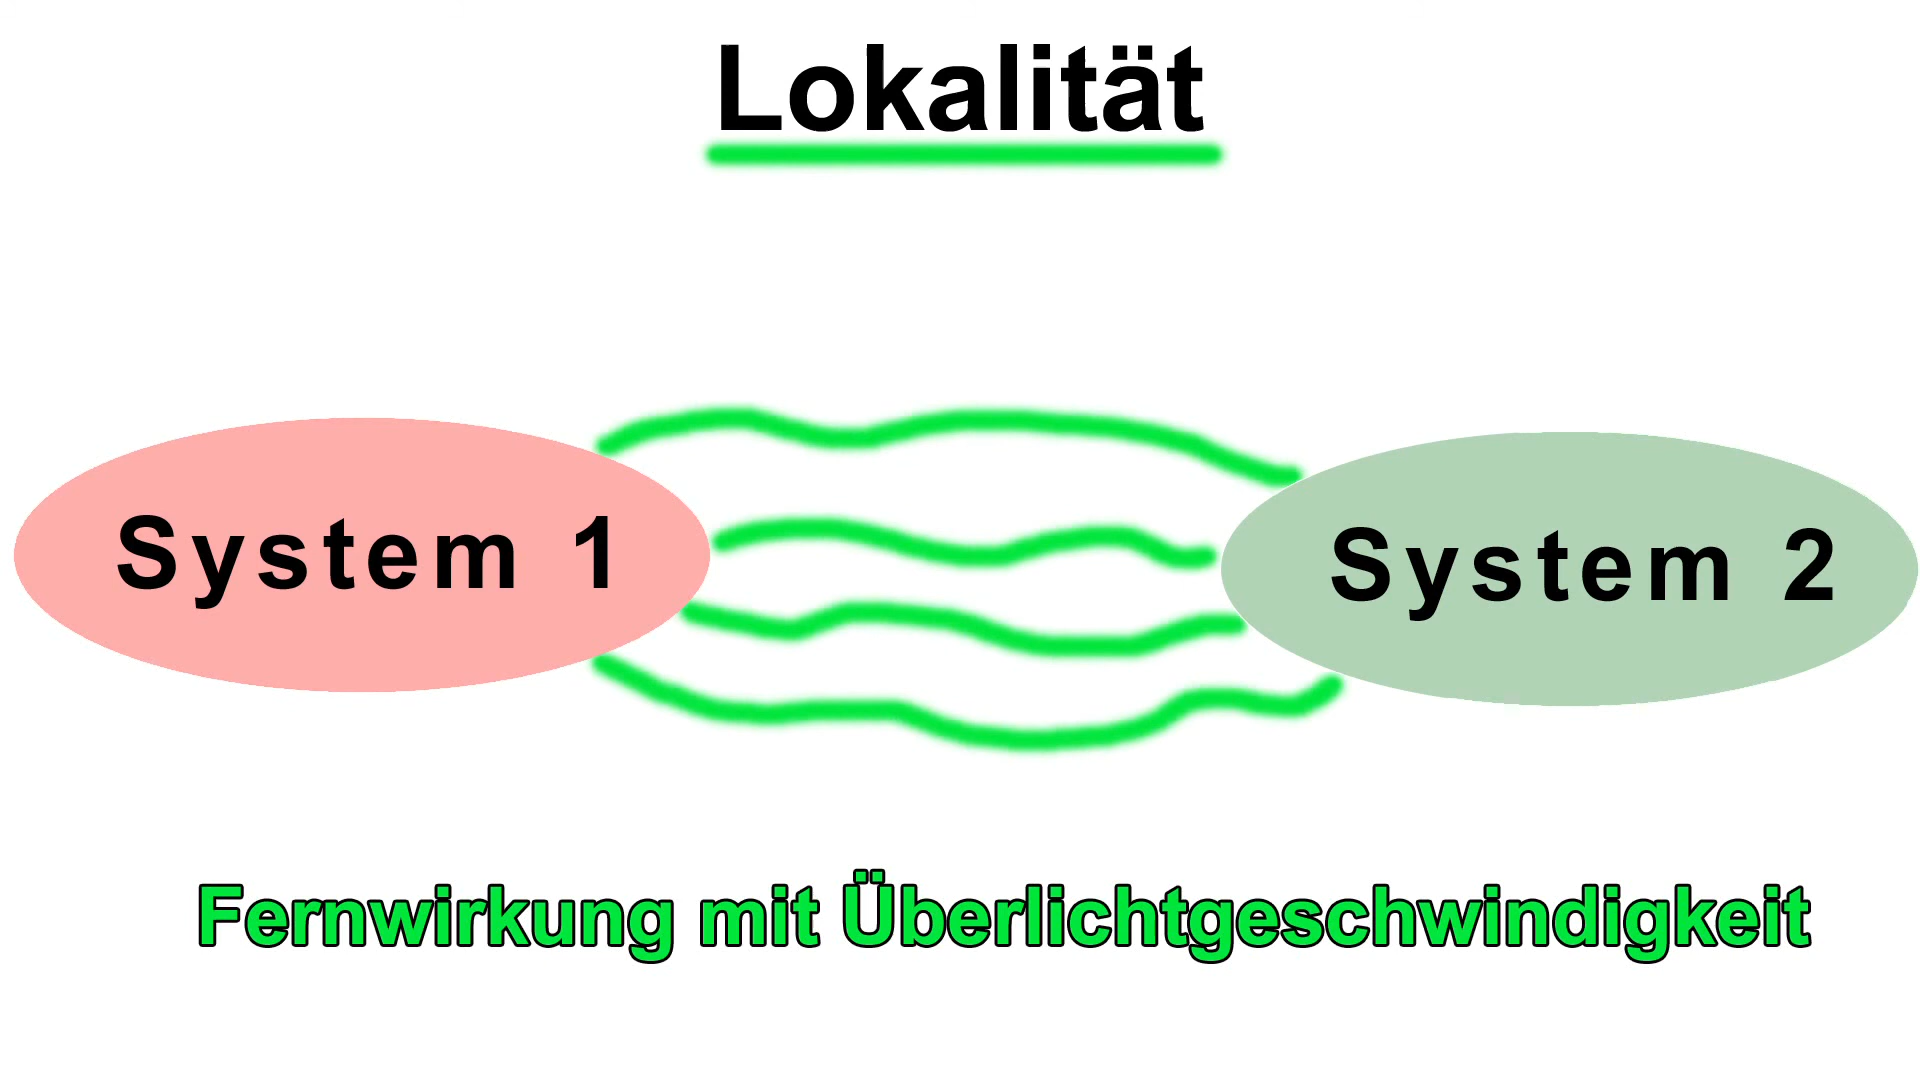 Lokalität
System 1
System 2
Fernwirkung mit Überlichtgeschwindigkeit